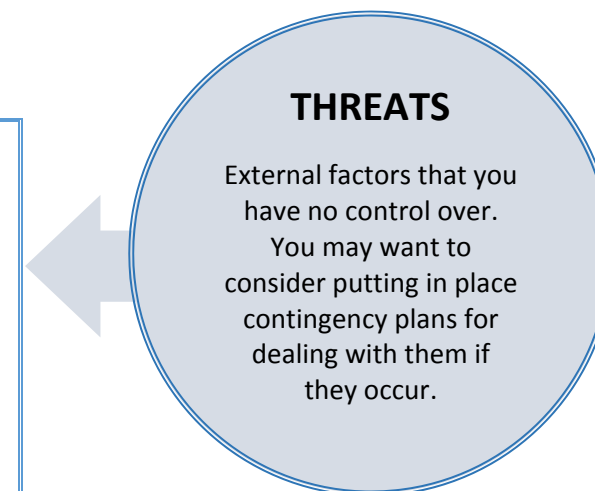 THREATS
External factors that you
have no control over.
You may want to
consider putting in place
contingency plans for
dealing with them if
they occur.